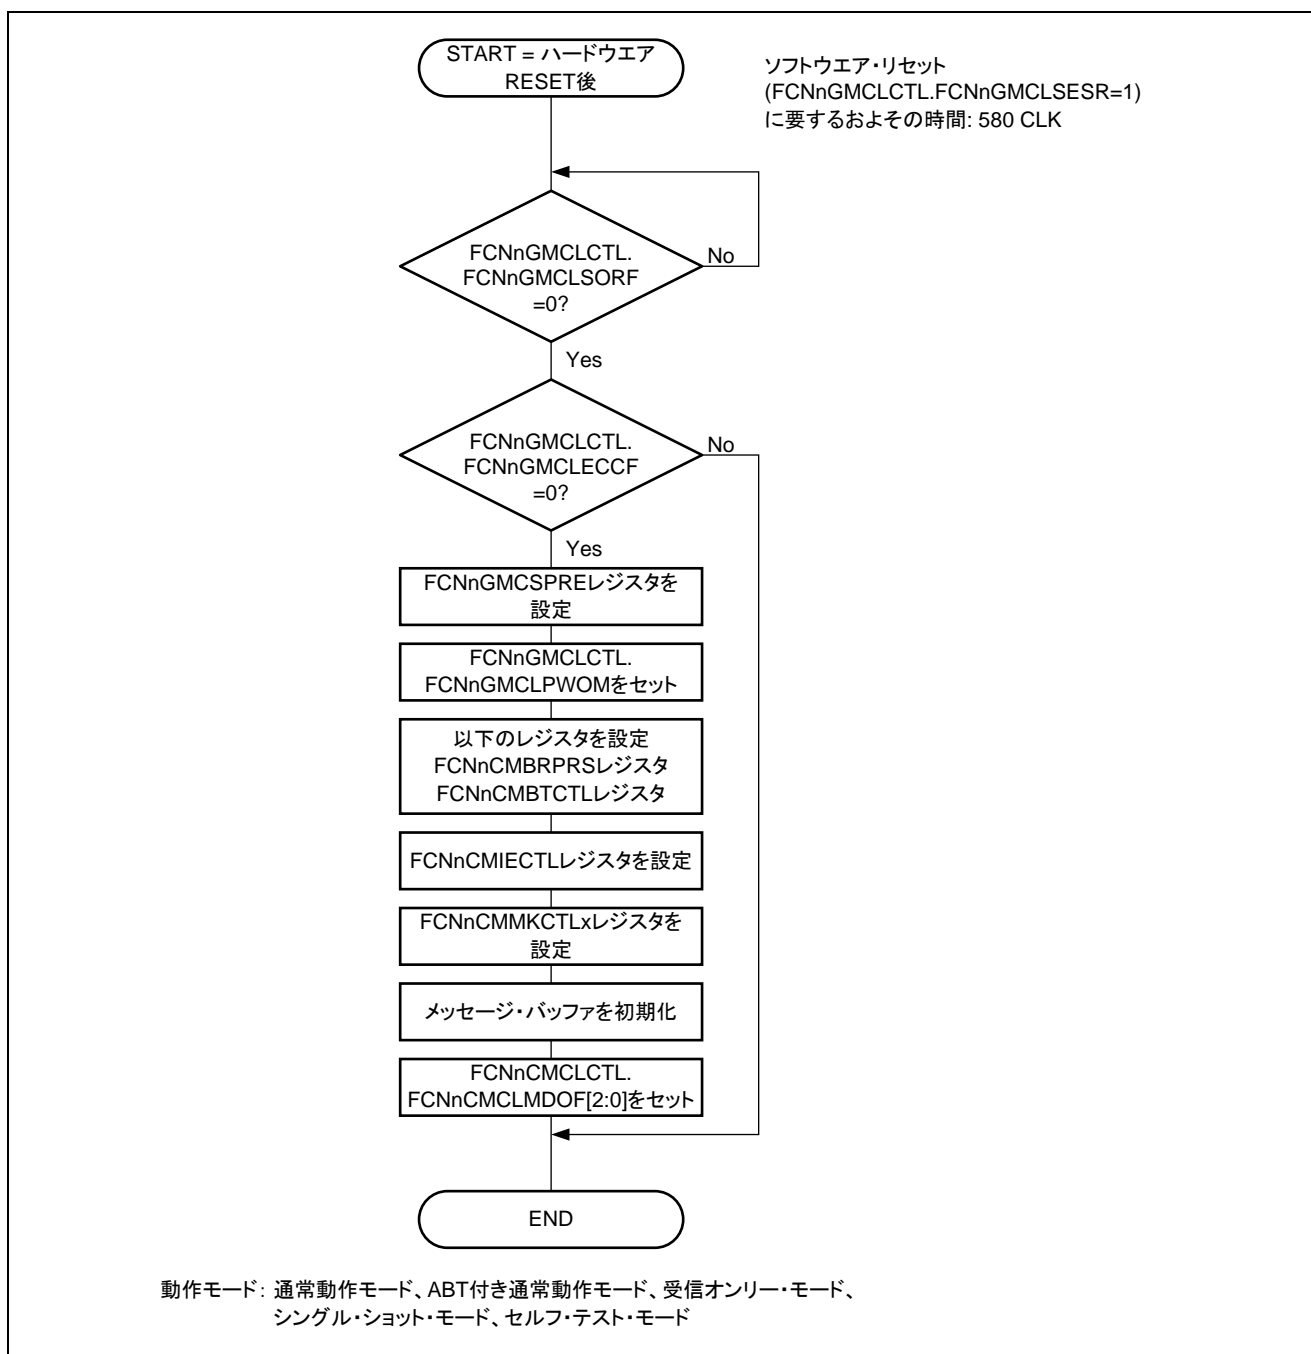 START = ハードウエア
RESET後
ソフトウエア・リセット
(FCNnGMCLCTL.FCNnGMCLSESR=1)
に要するおよその時間: 580 CLK
FCNnGMCLCTL.
FCNnGMCLSORF
=0?
No
Yes
FCNnGMCLCTL.
FCNnGMCLECCF
=0?
No
Yes
FCNnGMCSPREレジスタを
設定
FCNnGMCLCTL.
FCNnGMCLPWOMをセット
以下のレジスタを設定
FCNnCMBRPRSレジスタ
FCNnCMBTCTLレジスタ
FCNnCMIECTLレジスタを設定
FCNnCMMKCTLxレジスタを
設定
メッセージ・バッファを初期化
FCNnCMCLCTL.
FCNnCMCLMDOF[2:0]をセット
END
動作モード: 通常動作モード、ABT付き通常動作モード、受信オンリー・モード、
シングル・ショット・モード、セルフ・テスト・モード